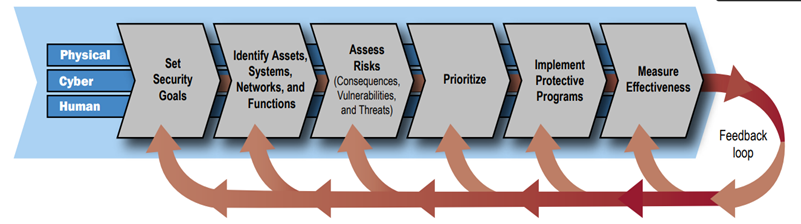 Physical
Cyber
Human
Set
Security
Goals
Identify Assets,
Systems,
Networks, and
Functions
Assess
Risks
(Consequences,
Vulnerabilities,
and Threats)
Prioritize
Implement
Protective
Programs
Measure
Effectiveness
Feedback
loop